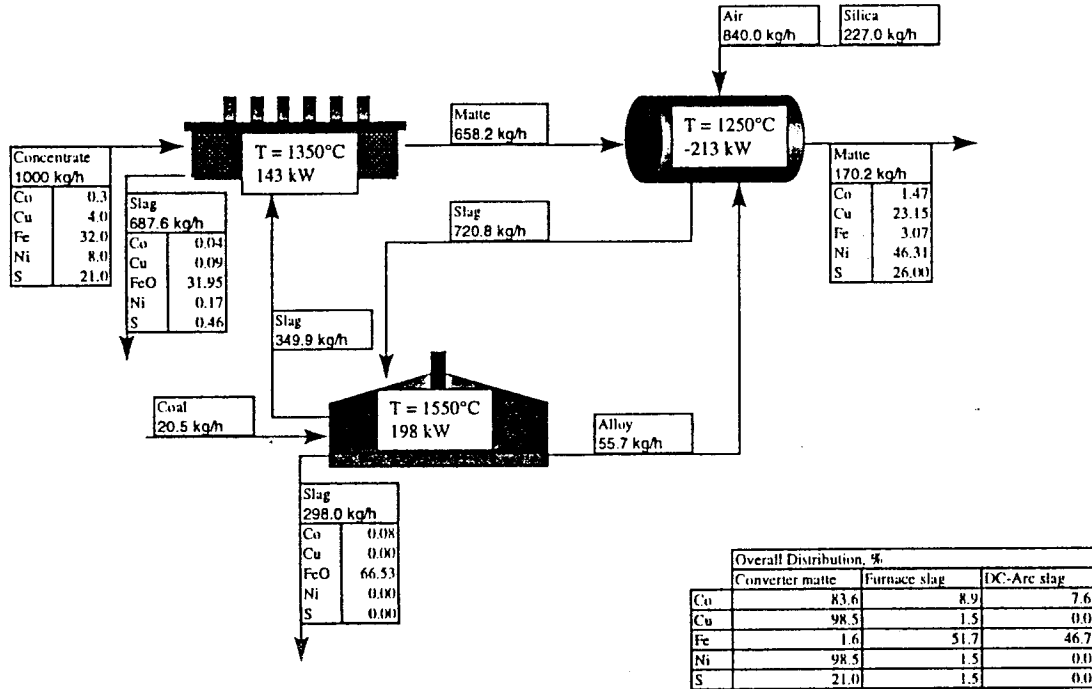 Air
840.0 kg/h
Silica
227.0 kg/h
T = 1350°C
143 kW
Matte
658.2 kg/h
T = 1250°C
-213 kW
Concentrate
1000 kg/h
Co 0.3
Cu 4.0
Fe 32.0
Ni 8.0
S 21.0
Slag
687.6 kg/h
Co 0.04
Cu 0.09
FeO 31.95
Ni 0.17
S 0.46
Matte
170.2 kg/h
Co 1.47
Cu 23.15
Fe 3.07
Ni 46.31
S 26.00
Slag
720.8 kg/h
Slag
349.9 kg/h
T = 1550°C
198 kW
Coal
20.5 kg/h
Alloy
55.7 kg/h
Slag
298.0 kg/h
Co 0.08
Cu 0.00
FeO 66.53
Ni 0.00
S 0.00
Overall Distribution, %
Converter matte Furnace slag DC-Arc slag
Co 83.6 8.9 7.6
Cu 98.5 1.5 0.0
Fe 1.6 51.7 46.7
Ni 98.5 1.5 0.0
S 21.0 1.5 0.0